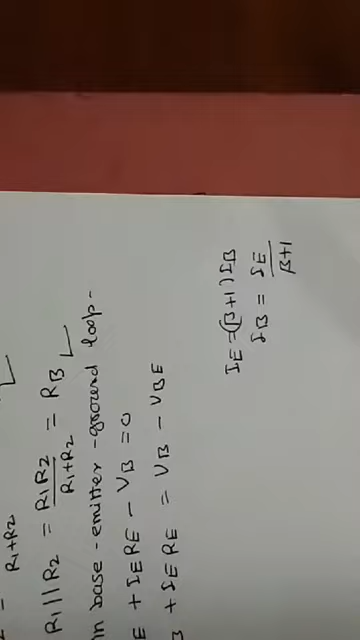 = R1+R2
R1||R2 = R1R2/R1+R2 = RB
In base-emitter-ground loop-
E + IERE - VB = 0
B + IERE = VB - VBE
IE = (β+1)IB
IB = IE/β+1